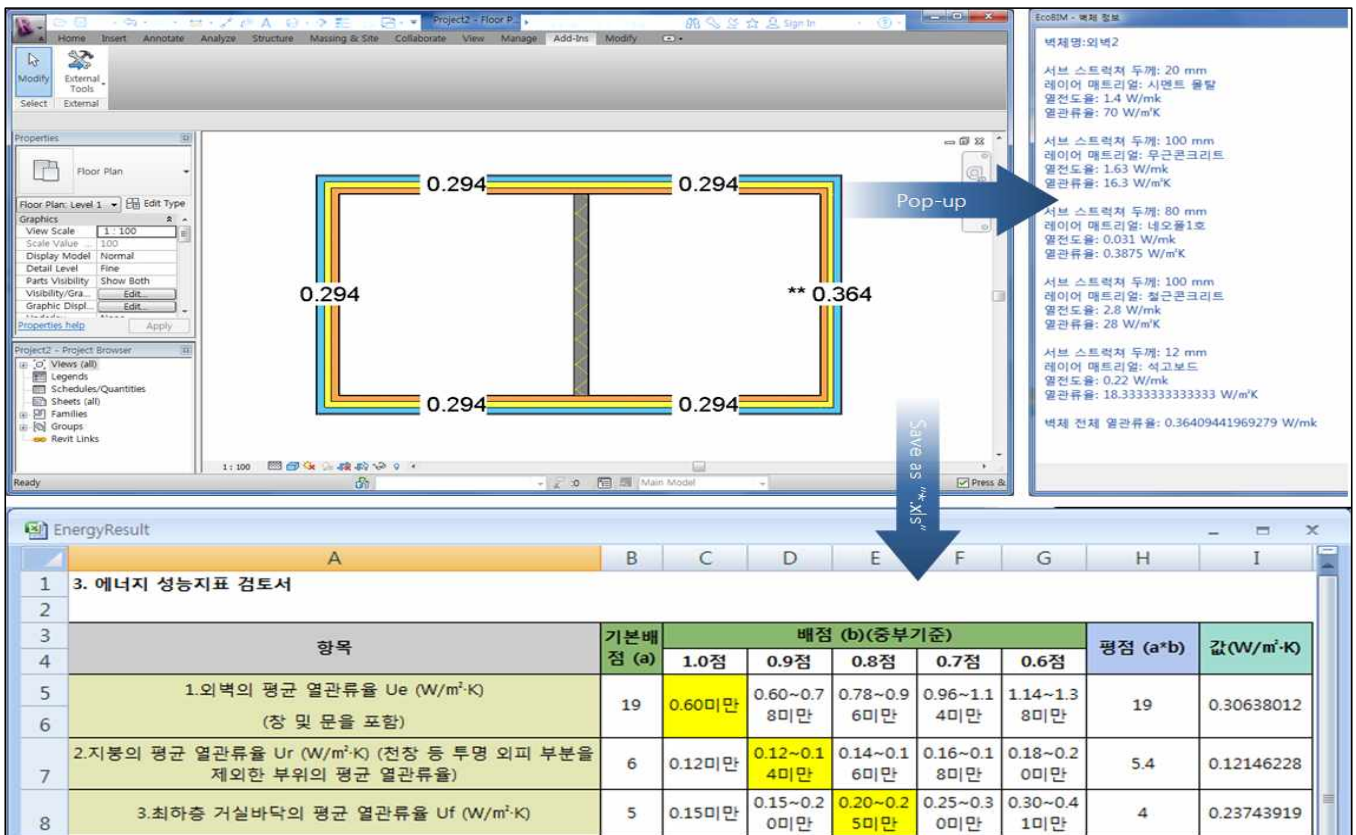 Project2 - Floor P...
Sign In
Home Insert Annotate Analyze Structure Massing & Site Collaborate View Manage Add-Ins Modify
Modify
External
Tools
Select External
Properties
Floor Plan
Floor Plan: Level 1 Edit Type
Graphics
View Scale 1 : 100
Scale Value ... 100
Display Model Normal
Detail Level Fine
Parts Visibility Show Both
Visibility/Gra... Edit...
Graphic Displ... Edit...
Properties help Apply
Project2 - Project Browser
Views (all)
Legends
Schedules/Quantities
Sheets (all)
Families
Groups
Revit Links
0.294 0.294
0.294 ** 0.364
0.294 0.294
1 : 100
Ready :0 Main Model Press &
Pop-up
Save as "*.xls"
EcoBIM - 벽체 정보
벽체명:외벽2
서브 스트럭쳐 두께: 20 mm
레이어 매트리얼: 시멘트 몰탈
열전도율: 1.4 W/mk
열관류율: 70 W/㎡K
서브 스트럭쳐 두께: 100 mm
레이어 매트리얼: 무근콘크리트
열전도율: 1.63 W/mk
열관류율: 16.3 W/㎡K
서브 스트럭쳐 두께: 80 mm
레이어 매트리얼: 네오폴1호
열전도율: 0.031 W/mk
열관류율: 0.3875 W/㎡K
서브 스트럭쳐 두께: 100 mm
레이어 매트리얼: 철근콘크리트
열전도율: 2.8 W/mk
열관류율: 28 W/㎡K
서브 스트럭쳐 두께: 12 mm
레이어 매트리얼: 석고보드
열전도율: 0.22 W/mk
열관류율: 18.3333333333333 W/㎡K
벽체 전체 열관류율: 0.36409441969279 W/mk
EnergyResult
A B C D E F G H I
1 3. 에너지 성능지표 검토서
2
3 항목 기본배 배점 (b)(중부기준) 평점 (a*b) 값(W/㎡·K)
4 점 (a) 1.0점 0.9점 0.8점 0.7점 0.6점
5 1.외벽의 평균 열관류율 Ue (W/㎡·K) 19 0.60미만 0.60~0.7 0.78~0.9 0.96~1.1 1.14~1.3 19 0.30638012
6 (창 및 문을 포함) 8미만 6미만 4미만 8미만
2.지붕의 평균 열관류율 Ur (W/㎡·K) (천창 등 투명 외피 부분을 6 0.12미만 0.12~0.1 0.14~0.1 0.16~0.1 0.18~0.2 5.4 0.12146228
7 제외한 부위의 평균 열관류율) 4미만 6미만 8미만 0미만
3.최하층 거실바닥의 평균 열관류율 Uf (W/㎡·K) 5 0.15미만 0.15~0.2 0.20~0.2 0.25~0.3 0.30~0.4 4 0.23743919
8 0미만 5미만 0미만 1미만